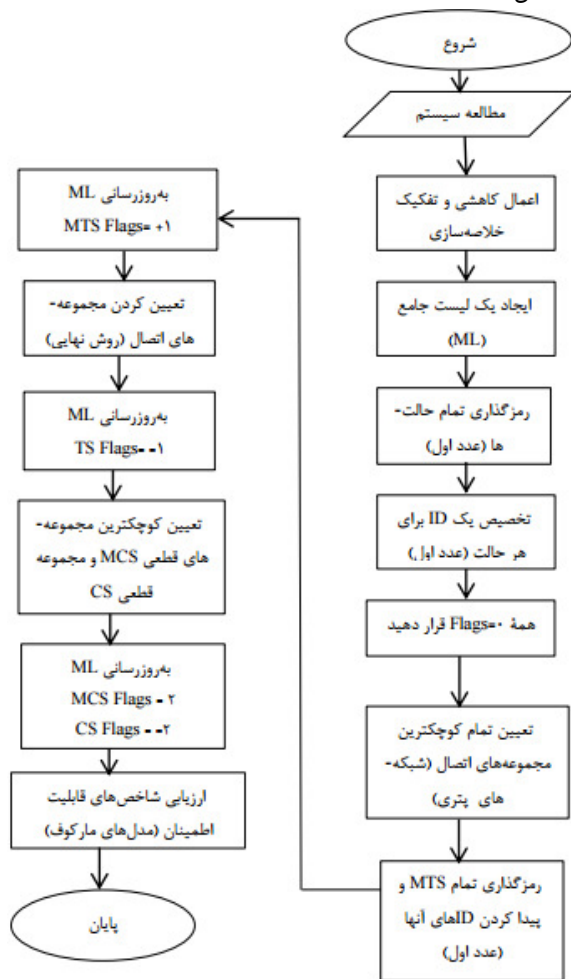 شروع
مطالعه سیستم
اعمال کاهشی و تفکیک
خلاصه‌سازی
ایجاد یک لیست جامع
(ML)
رمزگذاری تمام حالت-
ها (عدد اول)
تخصیص یک ID برای
هر حالت (عدد اول)
همهٔ Flags=۰ قرار دهید
تعیین تمام کوچکترین
مجموعه‌های اتصال (شبکه-
های پتری)
رمزگذاری تمام MTS و
پیدا کردن IDهای آنها
(عدد اول)
به‌روزرسانی ML
MTS Flags= +۱
تعیین کردن مجموعه-
های اتصال (روش نهایی)
به‌روزرسانی ML
TS Flags=-۱
تعیین کوچکترین مجموعه-
های قطعی MCS و مجموعه
قطعی CS
به‌روزرسانی ML
MCS Flags = ۲
CS Flags =-۲
ارزیابی شاخص‌های قابلیت
اطمینان (مدل‌های مارکوف)
پایان